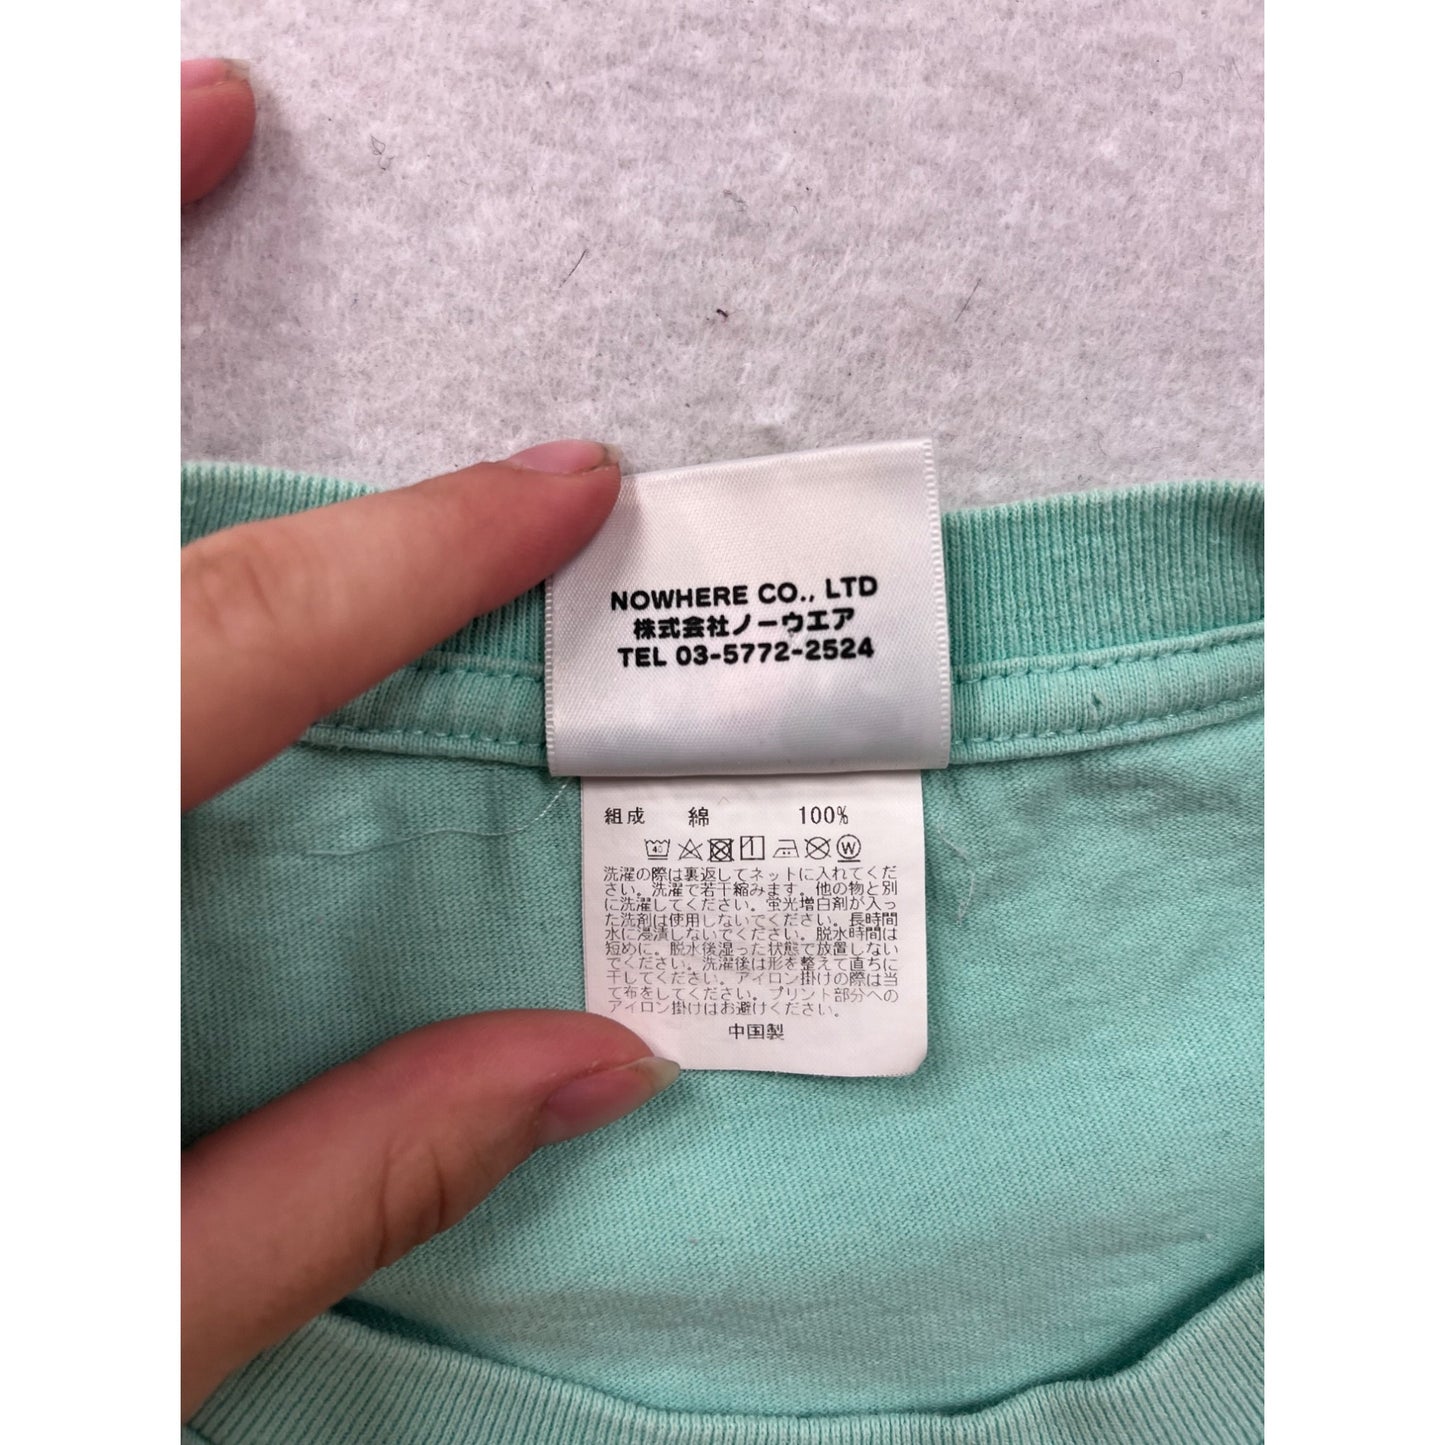 NOWHERE CO., LTD
株式会社ノーウエア
TEL 03-5772-2524
組成 綿 100%
40 W
洗濯の際は裏返してネットに入れてくだ
さい。洗濯で若干縮みます。他の物と別
に洗濯してください。蛍光増白剤が入っ
た洗剤は使用しないでください。長時間
水に浸漬しないでください。脱水時間は
短めに。脱水後湿った状態で放置しない
でください。洗濯後は形を整えて直ちに
干してください。アイロン掛けの際は当
て布をしてください。プリント部分への
アイロン掛けはお避けください。
中国製